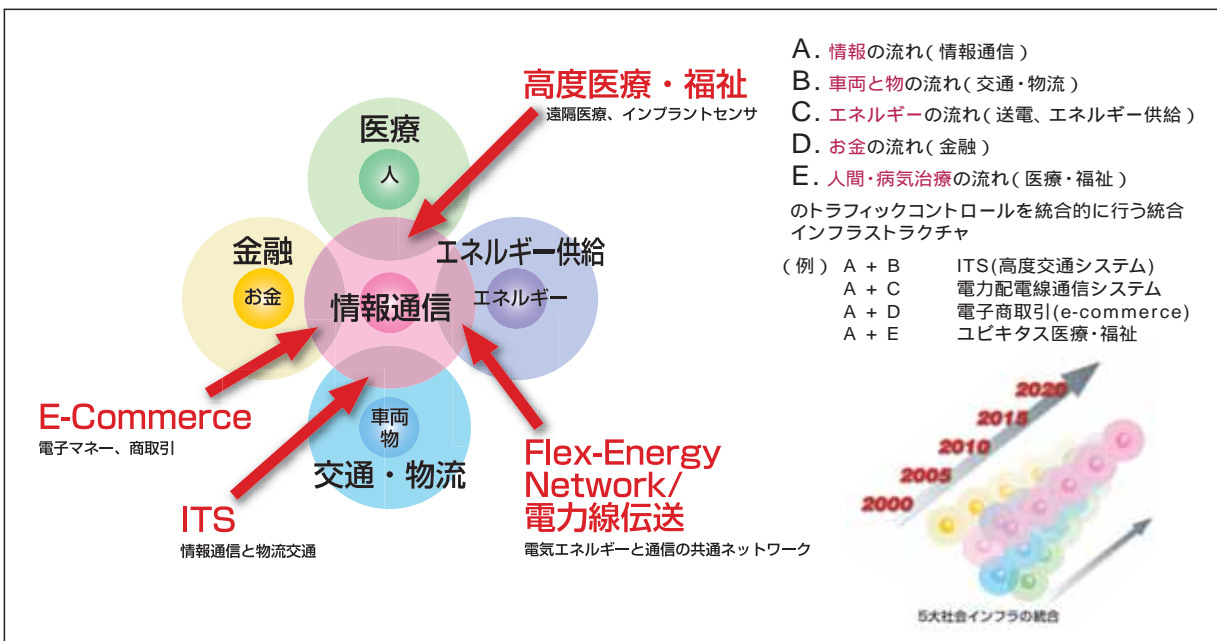 高度医療・福祉
遠隔医療、インプラントセンサ
医療
人
金融
お金
エネルギー供給
エネルギー
情報通信
車両
物
交通・物流
E-Commerce
電子マネー、商取引
ITS
情報通信と物流交通
Flex-Energy
Network/
電力線伝送
電気エネルギーと通信の共通ネットワーク
A. 情報の流れ(情報通信)
B. 車両と物の流れ(交通・物流)
C. エネルギーの流れ(送電、エネルギー供給)
D. お金の流れ(金融)
E. 人間・病気治療の流れ(医療・福祉)
のトラフィックコントロールを統合的に行う統合
インフラストラクチャ
(例) A + B ITS(高度交通システム)
A + C 電力配電線通信システム
A + D 電子商取引(e-commerce)
A + E ユビキタス医療・福祉
2020
2015
2010
2005
2000
5大社会インフラの統合